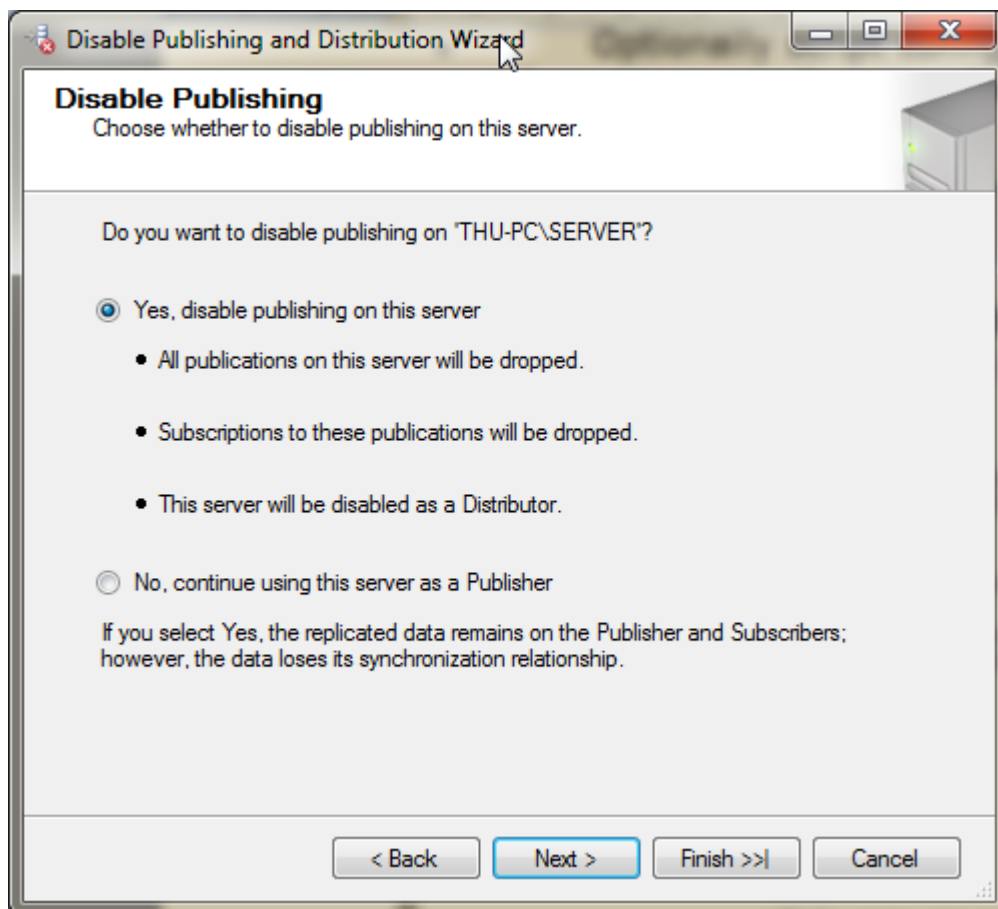 Disable Publishing and Distribution Wizard
Disable Publishing
Choose whether to disable publishing on this server.
Do you want to disable publishing on "THU-PC\SERVER"?
Yes, disable publishing on this server
• All publications on this server will be dropped.
• Subscriptions to these publications will be dropped.
• This server will be disabled as a Distributor.
No, continue using this server as a Publisher
If you select Yes, the replicated data remains on the Publisher and Subscribers;
however, the data loses its synchronization relationship.
< Back Next > Finish >>| Cancel